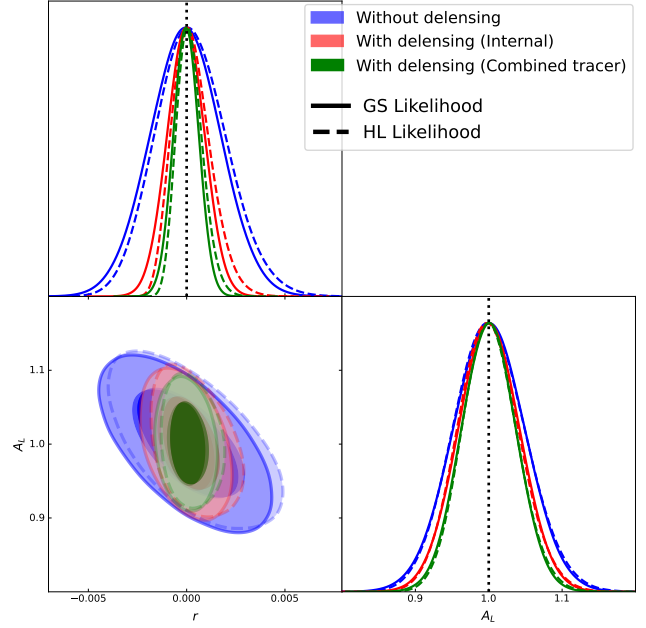 Without delensing
With delensing (Internal)
With delensing (Combined tracer)
GS Likelihood
HL Likelihood
1.1
1.0
0.9
A_L
−0.005
0.000
0.005
r
0.9
1.0
1.1
A_L